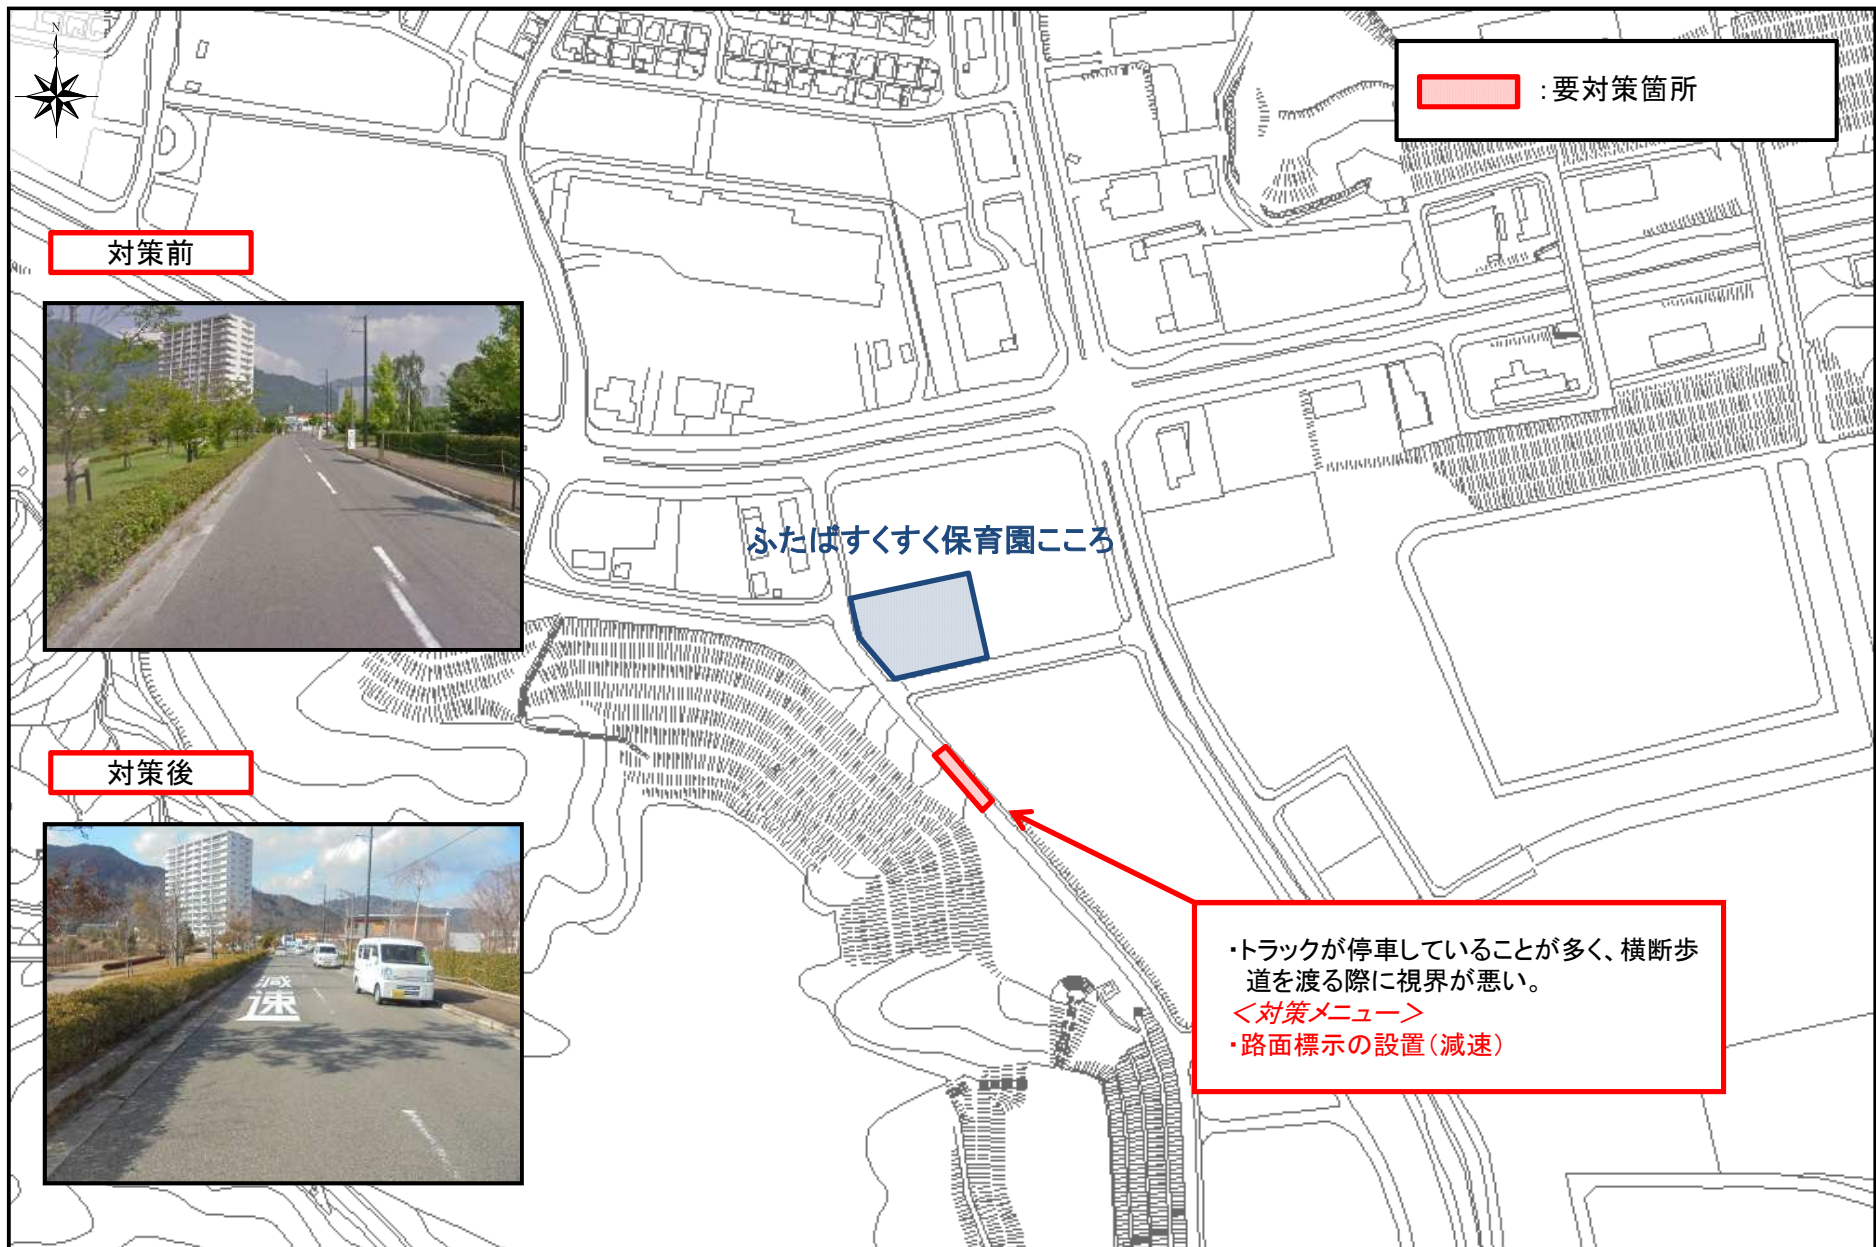 N
:要対策箇所
対策前
ふたばすくすく保育園こころ
対策後
減
速
・トラックが停車していることが多く、横断歩
道を渡る際に視界が悪い。
＜対策メニュー＞
・路面標示の設置(減速)